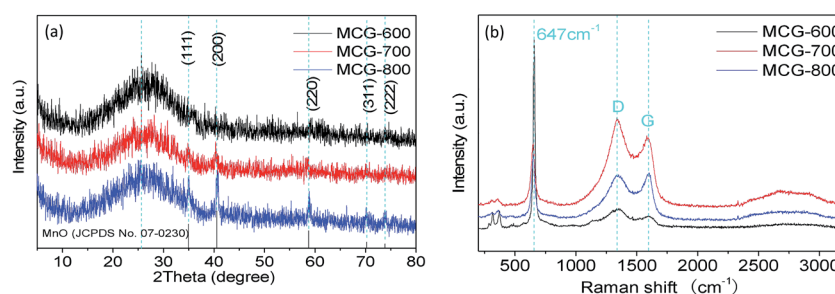 (a)
MCG-600
MCG-700
MCG-800
(111)
(200)
(220)
(311)
(222)
Intensity (a.u.)
MnO (JCPDS No. 07-0230)
10 20 30 40 50 60 70 80
2Theta (degree)
(b)
647cm⁻¹
MCG-600
MCG-700
MCG-800
D
G
Intensity (a.u.)
500 1000 1500 2000 2500 3000
Raman shift （cm⁻¹）